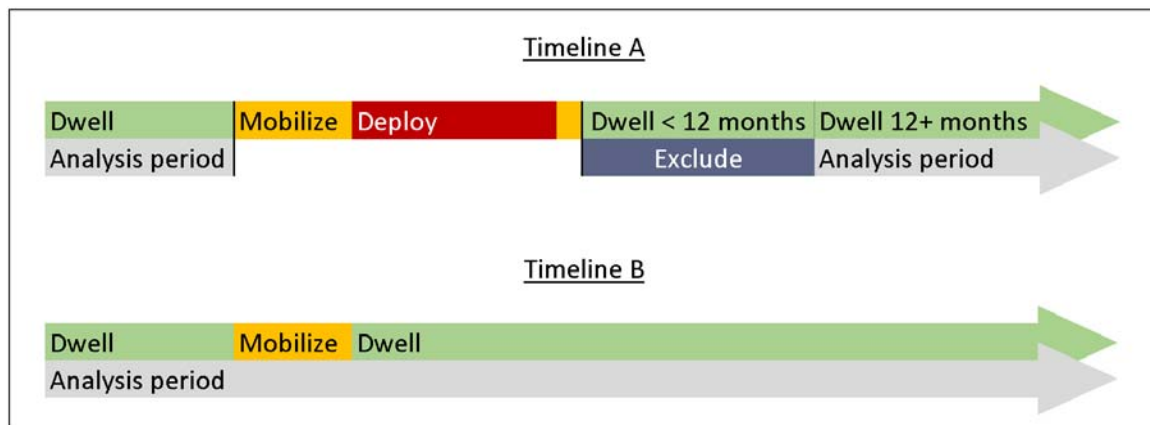 Timeline A
Dwell Mobilize Deploy Dwell < 12 months Dwell 12+ months
Analysis period Exclude Analysis period
Timeline B
Dwell Mobilize Dwell
Analysis period